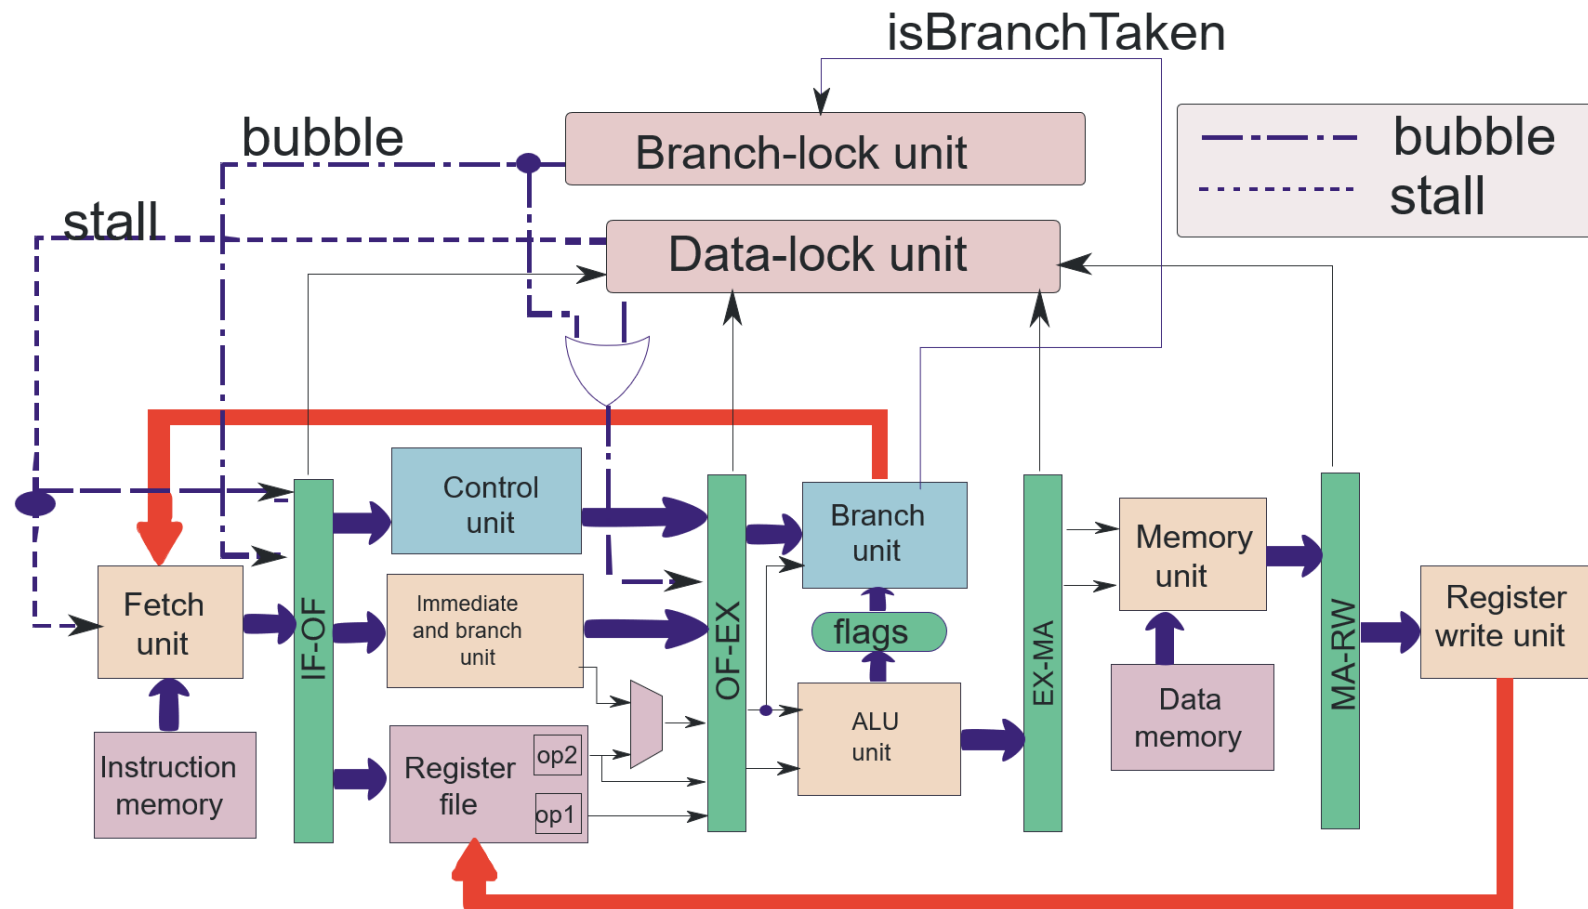 isBranchTaken
bubble
Branch-lock unit
bubble
stall
stall
Data-lock unit
Control
unit
Branch
unit
Memory
unit
Fetch
unit
Immediate
and branch
unit
flags
Register
write unit
IF-OF
OF-EX
EX-MA
MA-RW
Instruction
memory
Register
file
op2
op1
ALU
unit
Data
memory